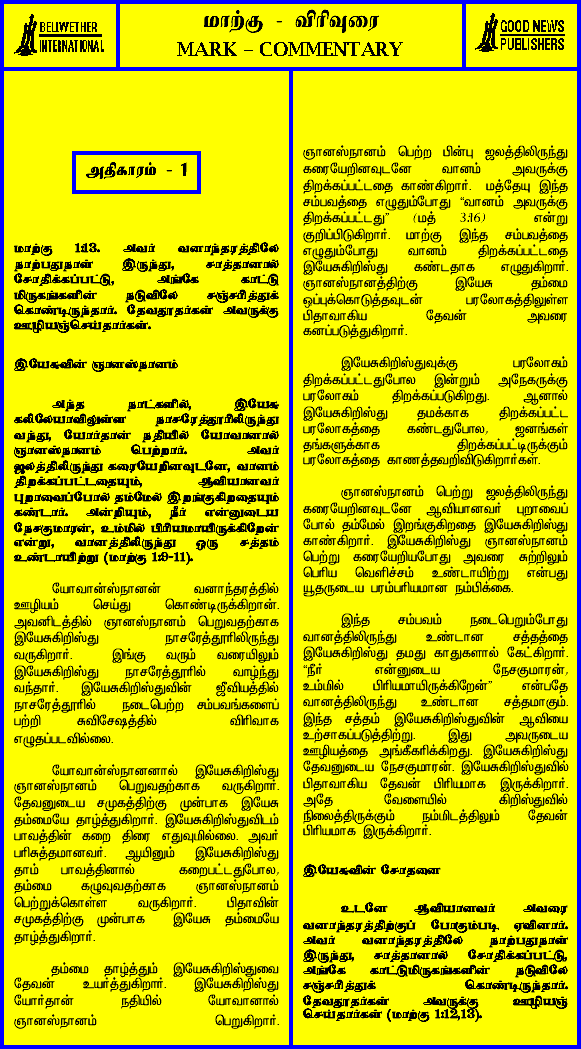 BELLWETHER
INTERNATIONAL
மாற்கு - விரிவுரை
MARK – COMMENTARY
GOOD NEWS
PUBLISHERS
அதிகாரம் - 1
மாற்கு 1:13. அவர் வனாந்தரத்திலே
நாற்பதுநாள் இருந்து, சாத்தானால்
சோதிக்கப்பட்டு, அங்கே காட்டு
மிருகங்களின் நடுவிலே சஞ்சரித்துக்
கொண்டிருந்தார். தேவதூதர்கள் அவருக்கு
ஊழியஞ்செய்தார்கள்.
இயேசுவின் ஞானஸ்நானம்
அந்த நாட்களில், இயேசு
கலிலேயாவிலுள்ள நாசரேத்தூரிலிருந்து
வந்து, யோர்தான் நதியில் யோவானால்
ஞானஸ்நானம் பெற்றார். அவர்
ஜலத்திலிருந்து கரையேறினவுடனே, வானம்
திறக்கப்பட்டதையும், ஆவியானவர்
புறாவைப்போல் தம்மேல் இறங்குகிறதையும்
கண்டார். அன்றியும், நீர் என்னுடைய
நேசகுமாரன், உம்மில் பிரியமாயிருக்கிறேன்
என்று, வானத்திலிருந்து ஒரு சத்தம்
உண்டாயிற்று (மாற்கு 1:9-11).
யோவான்ஸ்நானன் வனாந்தரத்தில்
ஊழியம் செய்து கொண்டிருக்கிறான்.
அவனிடத்தில் ஞானஸ்நானம் பெறுவதற்காக
இயேசுகிறிஸ்து நாசரேத்தூரிலிருந்து
வருகிறார். இங்கு வரும் வரையிலும்
இயேசுகிறிஸ்து நாசரேத்தூரில் வாழ்ந்து
வந்தார். இயேசுகிறிஸ்துவின் ஜீவியத்தில்
நாசரேத்தூரில் நடைபெற்ற சம்பவங்களைப்
பற்றி சுவிசேஷத்தில் விரிவாக
எழுதப்படவில்லை.
யோவான்ஸ்னானனால் இயேசுகிறிஸ்து
ஞானஸ்நானம் பெறுவதற்காக வருகிறார்.
தேவனுடைய சமுகத்திற்கு முன்பாக இயேசு
தம்மையே தாழ்த்துகிறார். இயேசுகிறிஸ்துவிடம்
பாவத்தின் கறை திரை எதுவுமில்லை. அவர்
பரிசுத்தமானவர். ஆயினும் இயேசுகிறிஸ்து
தாம் பாவத்தினால் கறைபட்டதுபோல,
தம்மை கழுவுவதற்காக ஞானஸ்நானம்
பெற்றுக்கொள்ள வருகிறார். பிதாவின்
சமுகத்திற்கு முன்பாக இயேசு தம்மையே
தாழ்த்துகிறார்.
தம்மை தாழ்த்தும் இயேசுகிறிஸ்துவை
தேவன் உயர்த்துகிறார். இயேசுகிறிஸ்து
யோர்தான் நதியில் யோவானால்
ஞானஸ்நானம் பெறுகிறார்.
ஞானஸ்நானம் பெற்ற பின்பு ஜலத்திலிருந்து
கரையேறினவுடனே வானம் அவருக்கு
திறக்கப்பட்டதை காண்கிறார். மத்தேயு இந்த
சம்பவத்தை எழுதும்போது “வானம் அவருக்கு
திறக்கப்பட்டது” (மத் 3:16) என்று
குறிப்பிடுகிறார். மாற்கு இந்த சம்பவத்தை
எழுதும்போது வானம் திறக்கப்பட்டதை
இயேசுகிறிஸ்து கண்டதாக எழுதுகிறார்.
ஞானஸ்நானத்திற்கு இயேசு தம்மை
ஒப்புக்கொடுத்தவுடன் பரலோகத்திலுள்ள
பிதாவாகிய தேவன் அவரை
கனப்படுத்துகிறார்.
இயேசுகிறிஸ்துவுக்கு பரலோகம்
திறக்கப்பட்டதுபோல இன்றும் அநேகருக்கு
பரலோகம் திறக்கப்படுகிறது. ஆனால்
இயேசுகிறிஸ்து தமக்காக திறக்கப்பட்ட
பரலோகத்தை கண்டதுபோல, ஜனங்கள்
தங்களுக்காக திறக்கப்பட்டிருக்கும்
பரலோகத்தை காணத்தவறிவிடுகிறார்கள்.
ஞானஸ்நானம் பெற்று ஜலத்திலிருந்து
கரையேறினவுடனே ஆவியானவர் புறாவைப்
போல் தம்மேல் இறங்குகிறதை இயேசுகிறிஸ்து
காண்கிறார். இயேசுகிறிஸ்து ஞானஸ்நானம்
பெற்று கரையேறியபோது அவரை சுற்றிலும்
பெரிய வெளிச்சம் உண்டாயிற்று என்பது
யூதருடைய பரம்பரியமான நம்பிக்கை.
இந்த சம்பவம் நடைபெறும்போது
வானத்திலிருந்து உண்டான சத்தத்தை
இயேசுகிறிஸ்து தமது காதுகளால் கேட்கிறார்.
“நீர் என்னுடைய நேசகுமாரன்,
உம்மில் பிரியமாயிருக்கிறேன்” என்பதே
வானத்திலிருந்து உண்டான சத்தமாகும்.
இந்த சத்தம் இயேசுகிறிஸ்துவின் ஆவியை
உற்சாகப்படுத்திற்று. இது அவருடைய
ஊழியத்தை அங்கீகரிக்கிறது. இயேசுகிறிஸ்து
தேவனுடைய நேசகுமாரன். இயேசுகிறிஸ்துவில்
பிதாவாகிய தேவன் பிரியமாக இருக்கிறார்.
அதே வேளையில் கிறிஸ்துவில்
நிலைத்திருக்கும் நம்மிடத்திலும் தேவன்
பிரியமாக இருக்கிறார்.
இயேசுவின் சோதனை
உடனே ஆவியானவர் அவரை
வனாந்தரத்திற்குப் போகும்படி ஏவினார்.
அவர் வனாந்தரத்திலே நாற்பதுநாள்
இருந்து, சாத்தானால் சோதிக்கப்பட்டு,
அங்கே காட்டுமிருகங்களின் நடுவிலே
சஞ்சரித்துக் கொண்டிருந்தார்.
தேவதூதர்கள் அவருக்கு ஊழியஞ்
செய்தார்கள் (மாற்கு 1:12,13).